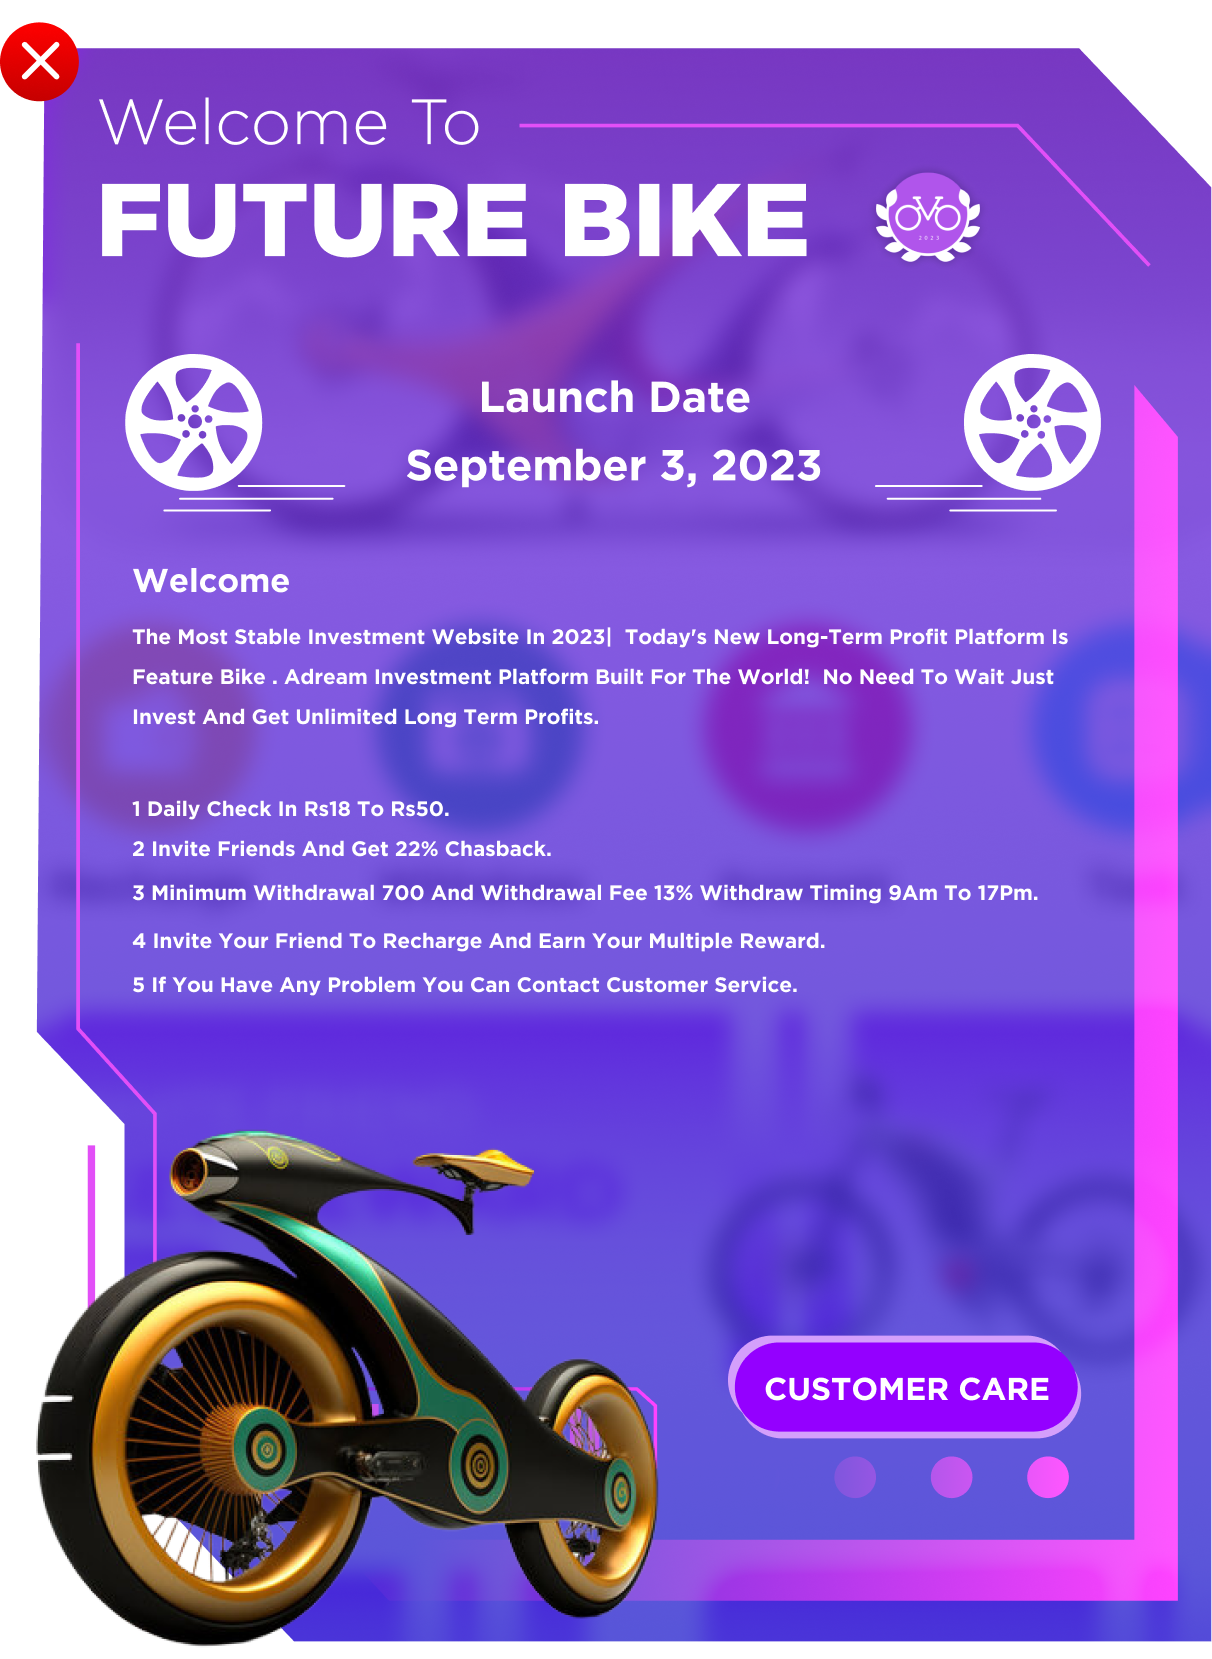 Welcome To
FUTURE BIKE
2023
Launch Date
September 3, 2023
Welcome
The Most Stable Investment Website In 2023|  Today's New Long-Term Profit Platform Is
Feature Bike . Adream Investment Platform Built For The World!  No Need To Wait Just
Invest And Get Unlimited Long Term Profits.
1 Daily Check In Rs18 To Rs50.
2 Invite Friends And Get 22% Chasback.
3 Minimum Withdrawal 700 And Withdrawal Fee 13% Withdraw Timing 9Am To 17Pm.
4 Invite Your Friend To Recharge And Earn Your Multiple Reward.
5 If You Have Any Problem You Can Contact Customer Service.
CUSTOMER CARE